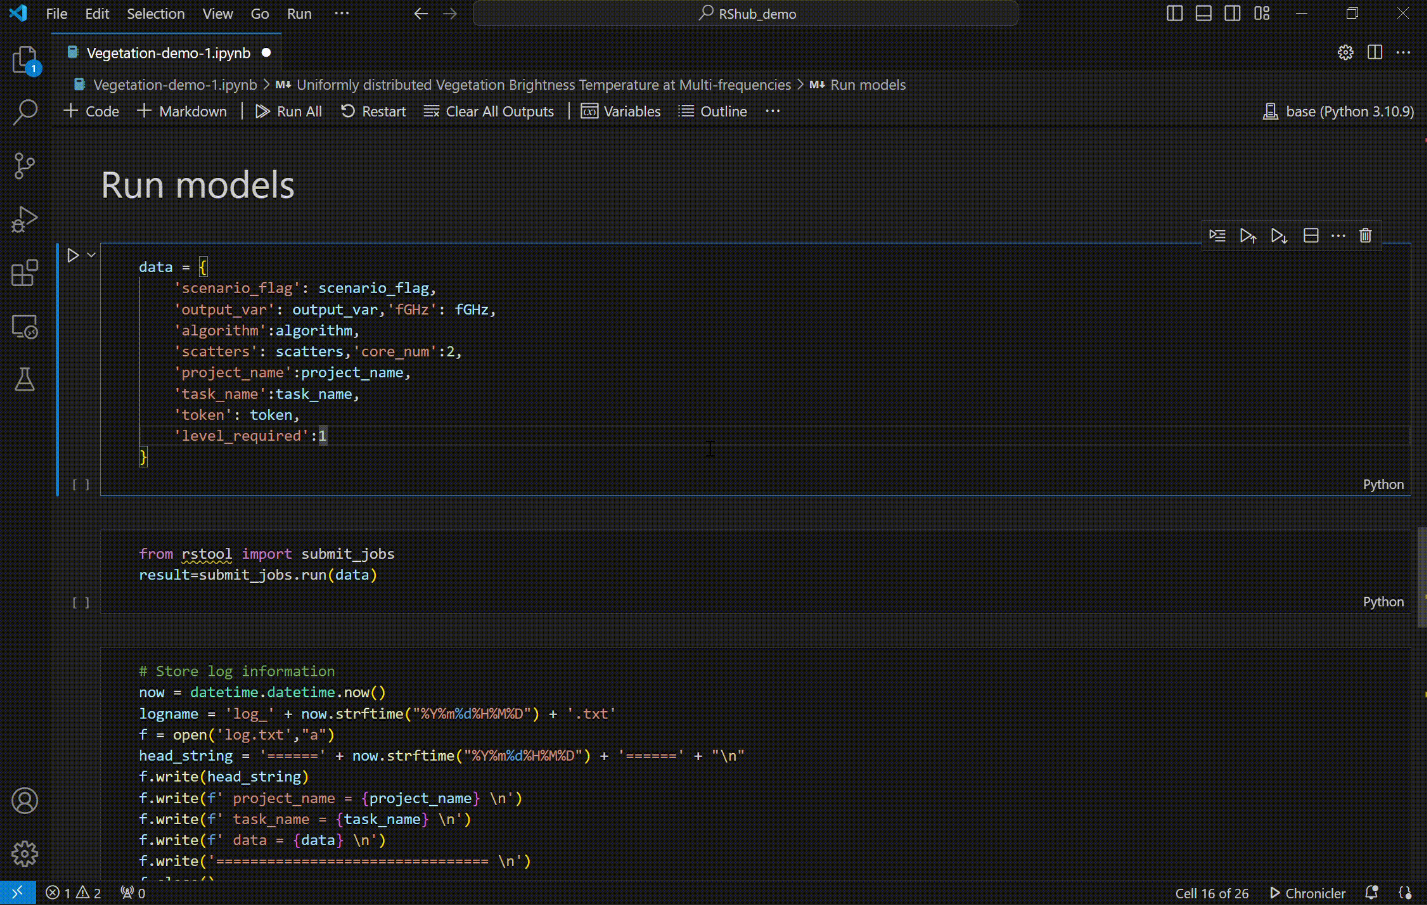 File Edit Selection View Go Run ··· RShub_demo
1
Vegetation-demo-1.ipynb
Vegetation-demo-1.ipynb > M↓ Uniformly distributed Vegetation Brightness Temperature at Multi-frequencies > M↓ Run models
+ Code + Markdown | Run All Restart Clear All Outputs | Variables Outline ··· base (Python 3.10.9)
Run models
data = {
'scenario_flag': scenario_flag,
'output_var': output_var,'fGHz': fGHz,
'algorithm':algorithm,
'scatters': scatters,'core_num':2,
'project_name':project_name,
'task_name':task_name,
'token': token,
'level_required':1
}
[ ] Python
from rstool import submit_jobs
result=submit_jobs.run(data)
[ ] Python
# Store log information
now = datetime.datetime.now()
logname = 'log_' + now.strftime("%Y%m%d%H%M%D") + '.txt'
f = open('log.txt',"a")
head_string = '======' + now.strftime("%Y%m%d%H%M%D") + '======' + "\n"
f.write(head_string)
f.write(f' project_name = {project_name} \n')
f.write(f' task_name = {task_name} \n')
f.write(f' data = {data} \n')
f.write('================================ \n')
1 2 0 Cell 16 of 26 Chronicler